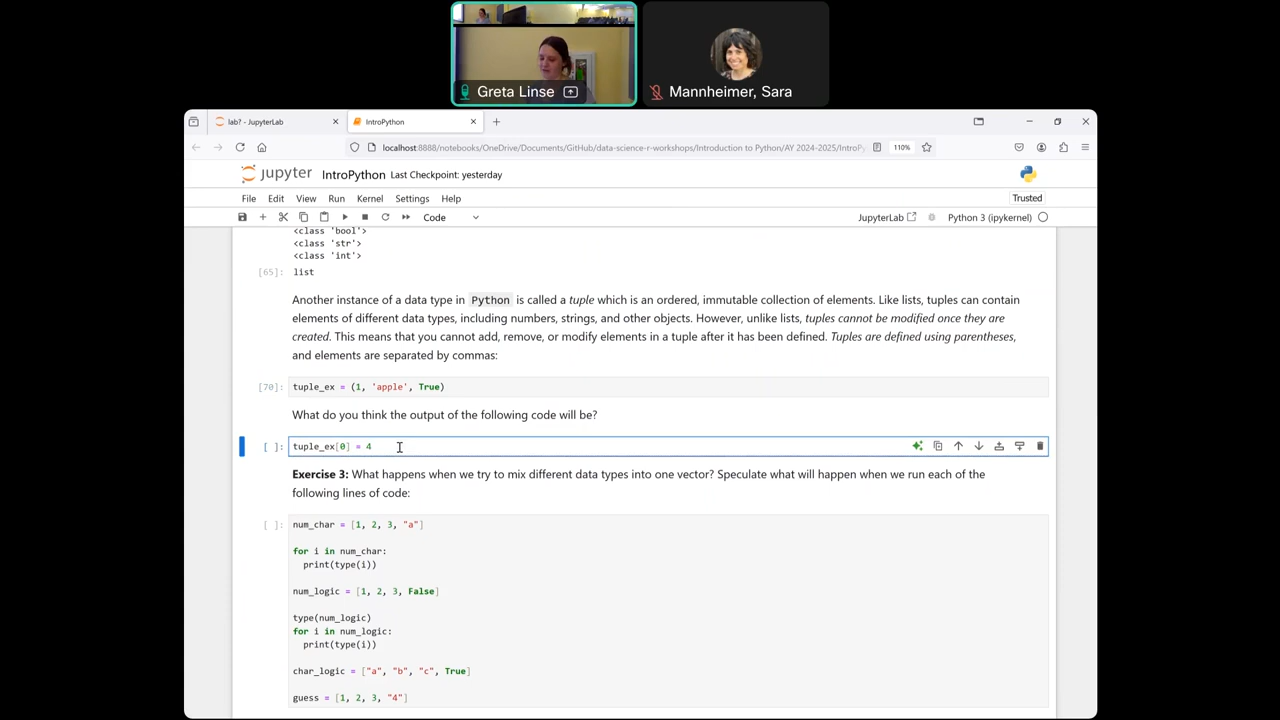 Greta Linse
Mannheimer, Sara
lab? - JupyterLab
IntroPython
localhost:8888/notebooks/OneDrive/Documents/GitHub/data-science-r-workshops/Introduction to Python/AY 2024-2025/IntroPy
110%
jupyter IntroPython Last Checkpoint: yesterday
File Edit View Run Kernel Settings Help
Trusted
Code
JupyterLab
Python 3 (ipykernel)
<class 'bool'>
<class 'str'>
<class 'int'>
[65]: list
Another instance of a data type in Python is called a tuple which is an ordered, immutable collection of elements. Like lists, tuples can contain
elements of different data types, including numbers, strings, and other objects. However, unlike lists, tuples cannot be modified once they are
created. This means that you cannot add, remove, or modify elements in a tuple after it has been defined. Tuples are defined using parentheses,
and elements are separated by commas:
[70]: tuple_ex = (1, 'apple', True)
What do you think the output of the following code will be?
[ ]: tuple_ex[0] = 4
Exercise 3: What happens when we try to mix different data types into one vector? Speculate what will happen when we run each of the
following lines of code:
[ ]: num_char = [1, 2, 3, "a"]
for i in num_char:
print(type(i))
num_logic = [1, 2, 3, False]
type(num_logic)
for i in num_logic:
print(type(i))
char_logic = ["a", "b", "c", True]
guess = [1, 2, 3, "4"]